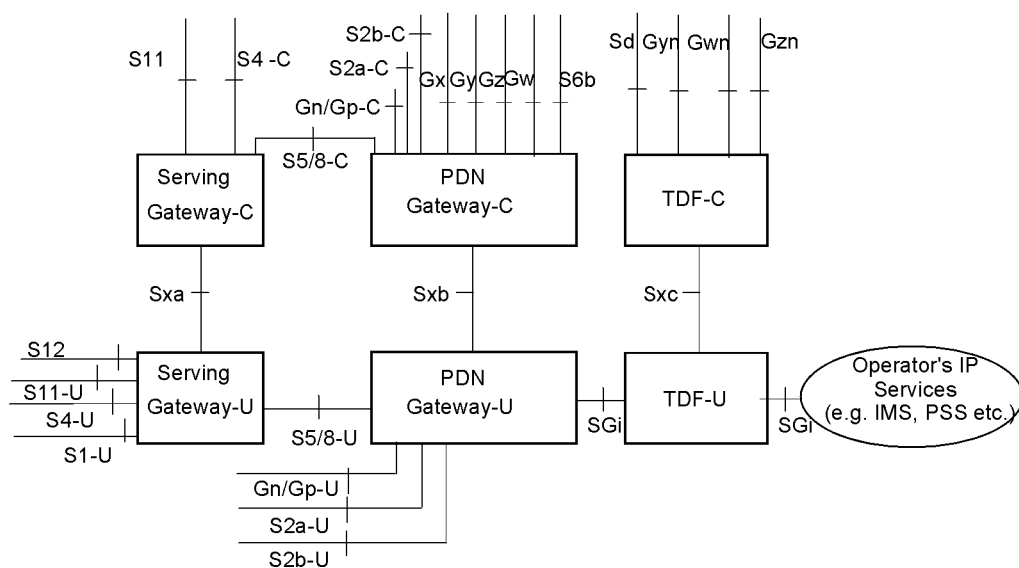 S2b-C
S11
S4 -C
S2a-C
Gx
Gy
Gz
Gw
S6b
Sd
Gyn
Gwn
Gzn
Gn/Gp-C
S5/8-C
Serving
Gateway-C
PDN
Gateway-C
TDF-C
Sxa
Sxb
Sxc
S12
S11-U
S4-U
S1-U
Serving
Gateway-U
S5/8-U
PDN
Gateway-U
SGi
TDF-U
SGi
Operator's IP
Services
(e.g. IMS, PSS etc.)
Gn/Gp-U
S2a-U
S2b-U